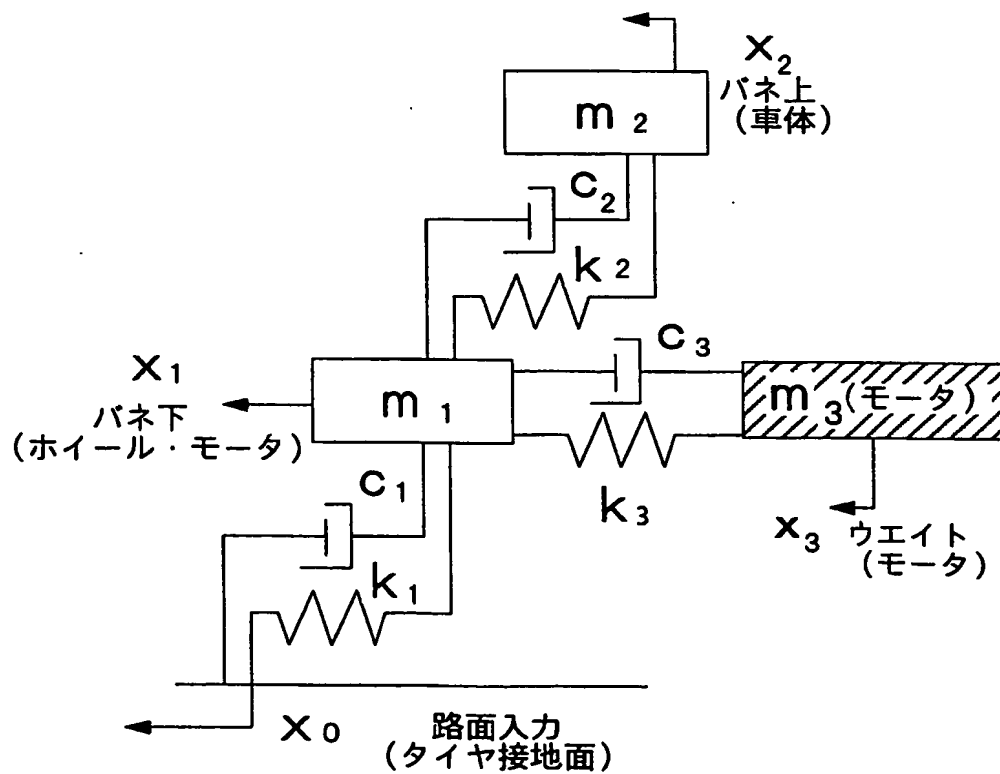 x₂
バネ上
(車体)
m₂
c₂
k₂
c₃
x₁
バネ下
(ホイール・モータ)
m₁
m₃(モータ)
k₃
c₁
x₃
ウエイト
(モータ)
k₁
x₀
路面入力
(タイヤ接地面)